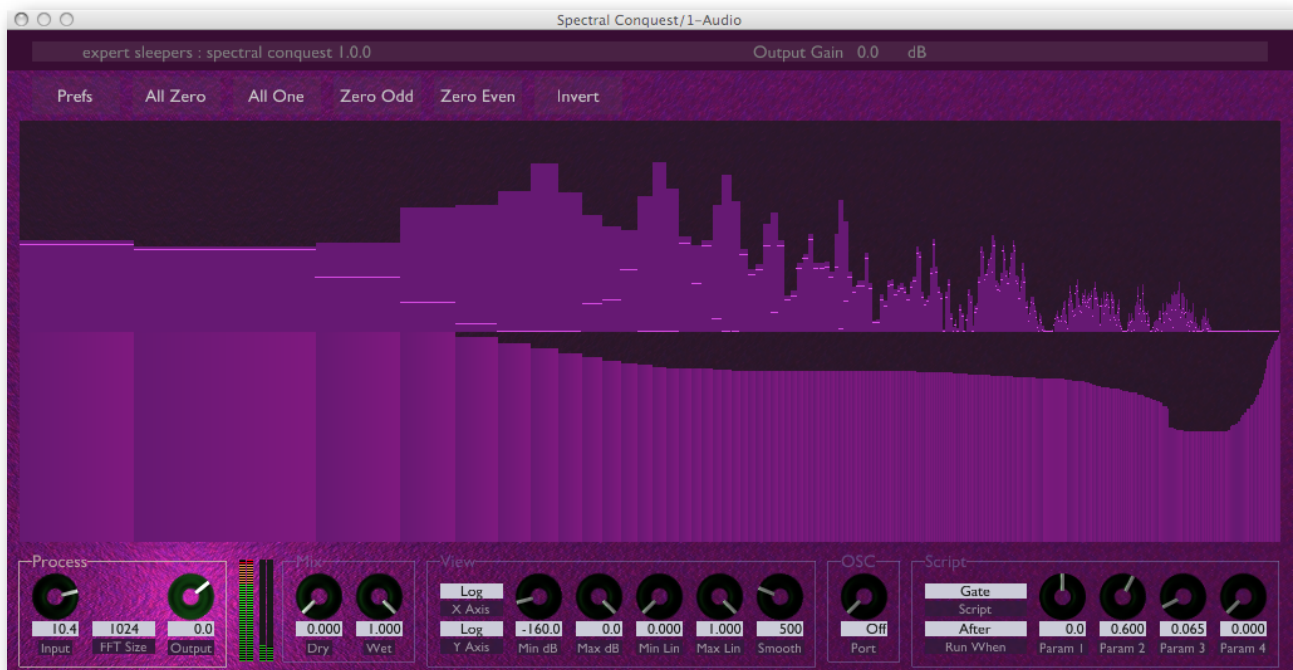 Spectral Conquest/1-Audio
expert sleepers : spectral conquest 1.0.0 Output Gain 0.0 dB
Prefs All Zero All One Zero Odd Zero Even Invert
Process Mix View OSC Script
Log Gate
X Axis Script
10.4 1024 0.0 0.000 1.000 Log -160.0 0.0 0.000 1.000 500 Off After 0.0 0.600 0.065 0.000
Input FFT Size Output Dry Wet Y Axis Min dB Max dB Min Lin Max Lin Smooth Port Run When Param 1 Param 2 Param 3 Param 4